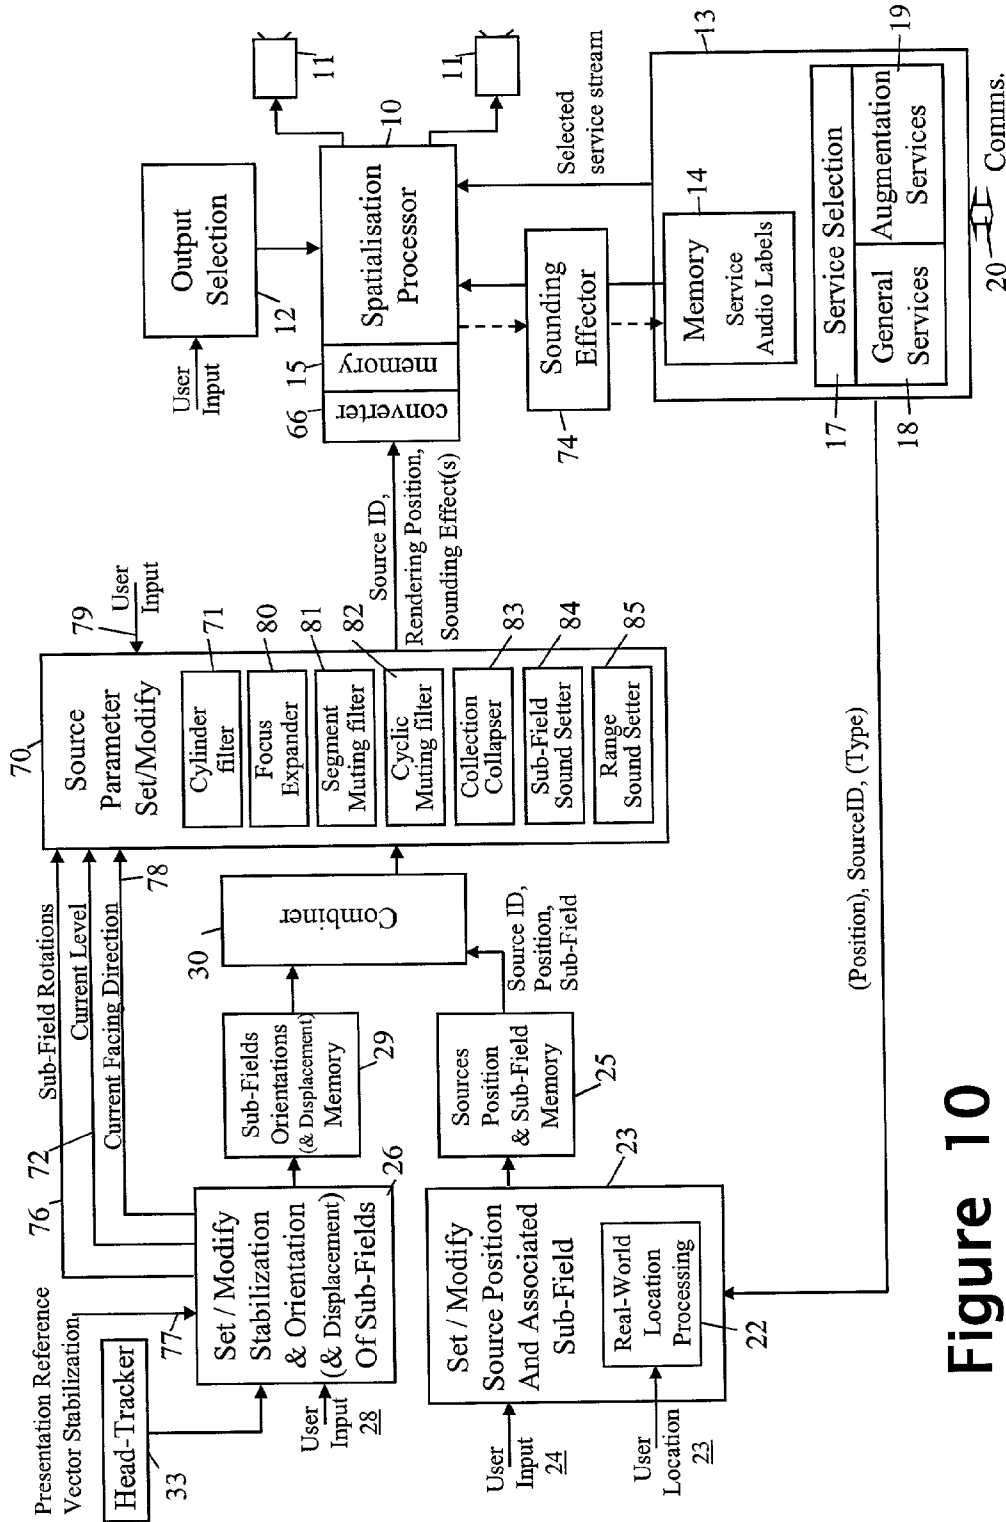 Presentation Reference
Vector Stabilization
Head-Tracker
33
77
76
72
Sub-Field Rotations
Current Level
Current Facing Direction
78
Set / Modify
Stabilization
& Orientation
(& Displacement)
Of Sub-Fields
26
User
Input
28
Sub-Fields
Orientations
(& Displacement)
Memory
29
Set / Modify
Source Position
And Associated
Sub-Field
23
Real-World
Location
Processing
22
User
Input
24
User
Location
23
Sources
Position
& Sub-Field
Memory
25
Source ID,
Position,
Sub-Field
30
Combiner
70
Source
Parameter
Set/Modify
79
User
Input
Cylinder
filter
71
Focus
Expander
80
Segment
Muting filter
81
Cyclic
Muting filter
82
Collection
Collapser
83
Sub-Field
Sound Setter
84
Range
Sound Setter
85
Source ID,
Rendering Position,
Sounding Effect(s)
User
Input
12
Output
Selection
66
converter
15
memory
Spatialisation
Processor
10
11
11
74
Sounding
Effector
Selected
service stream
13
Memory
Service
Audio Labels
14
17
Service Selection
General
Services
18
Augmentation
Services
19
20
Comms.
(Position), SourceID, (Type)
Figure 10